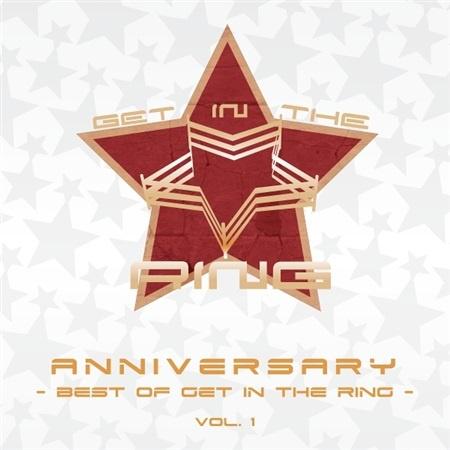 GET IN THE
RING
ANNIVERSARY
- BEST OF GET IN THE RING -
VOL. 1